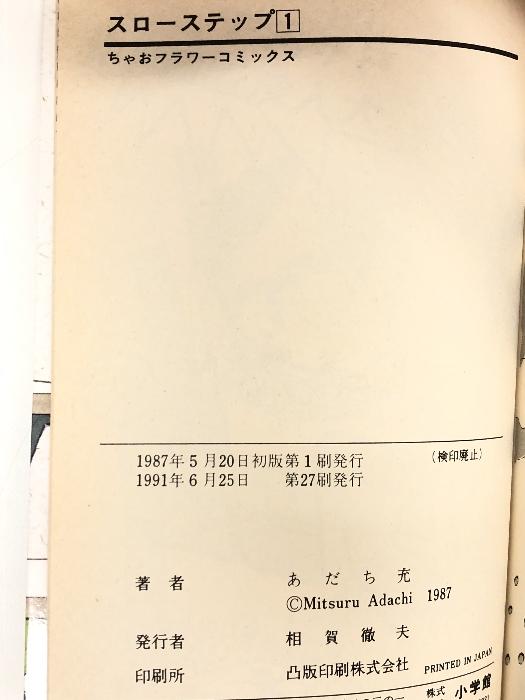 スローステップ1
ちゃおフラワーコミックス
1987年5月20日初版第1刷発行
(検印廃止)
1991年6月25日 第27刷発行
著者 あだち充
©Mitsuru Adachi 1987
発行者 相賀徹夫
印刷所 凸版印刷株式会社
PRINTED IN JAPAN
株式 小学館